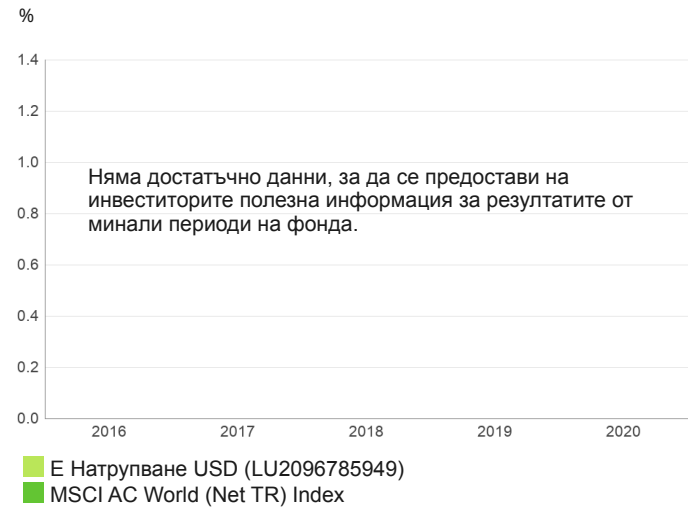 %
1.4
1.2
1.0
Няма достатъчно данни, за да се предостави на
инвеститорите полезна информация за резултатите от
минали периоди на фонда.
0.8
0.6
0.4
0.2
0.0
2016 2017 2018 2019 2020
Е Натрупване USD (LU2096785949)
MSCI AC World (Net TR) Index